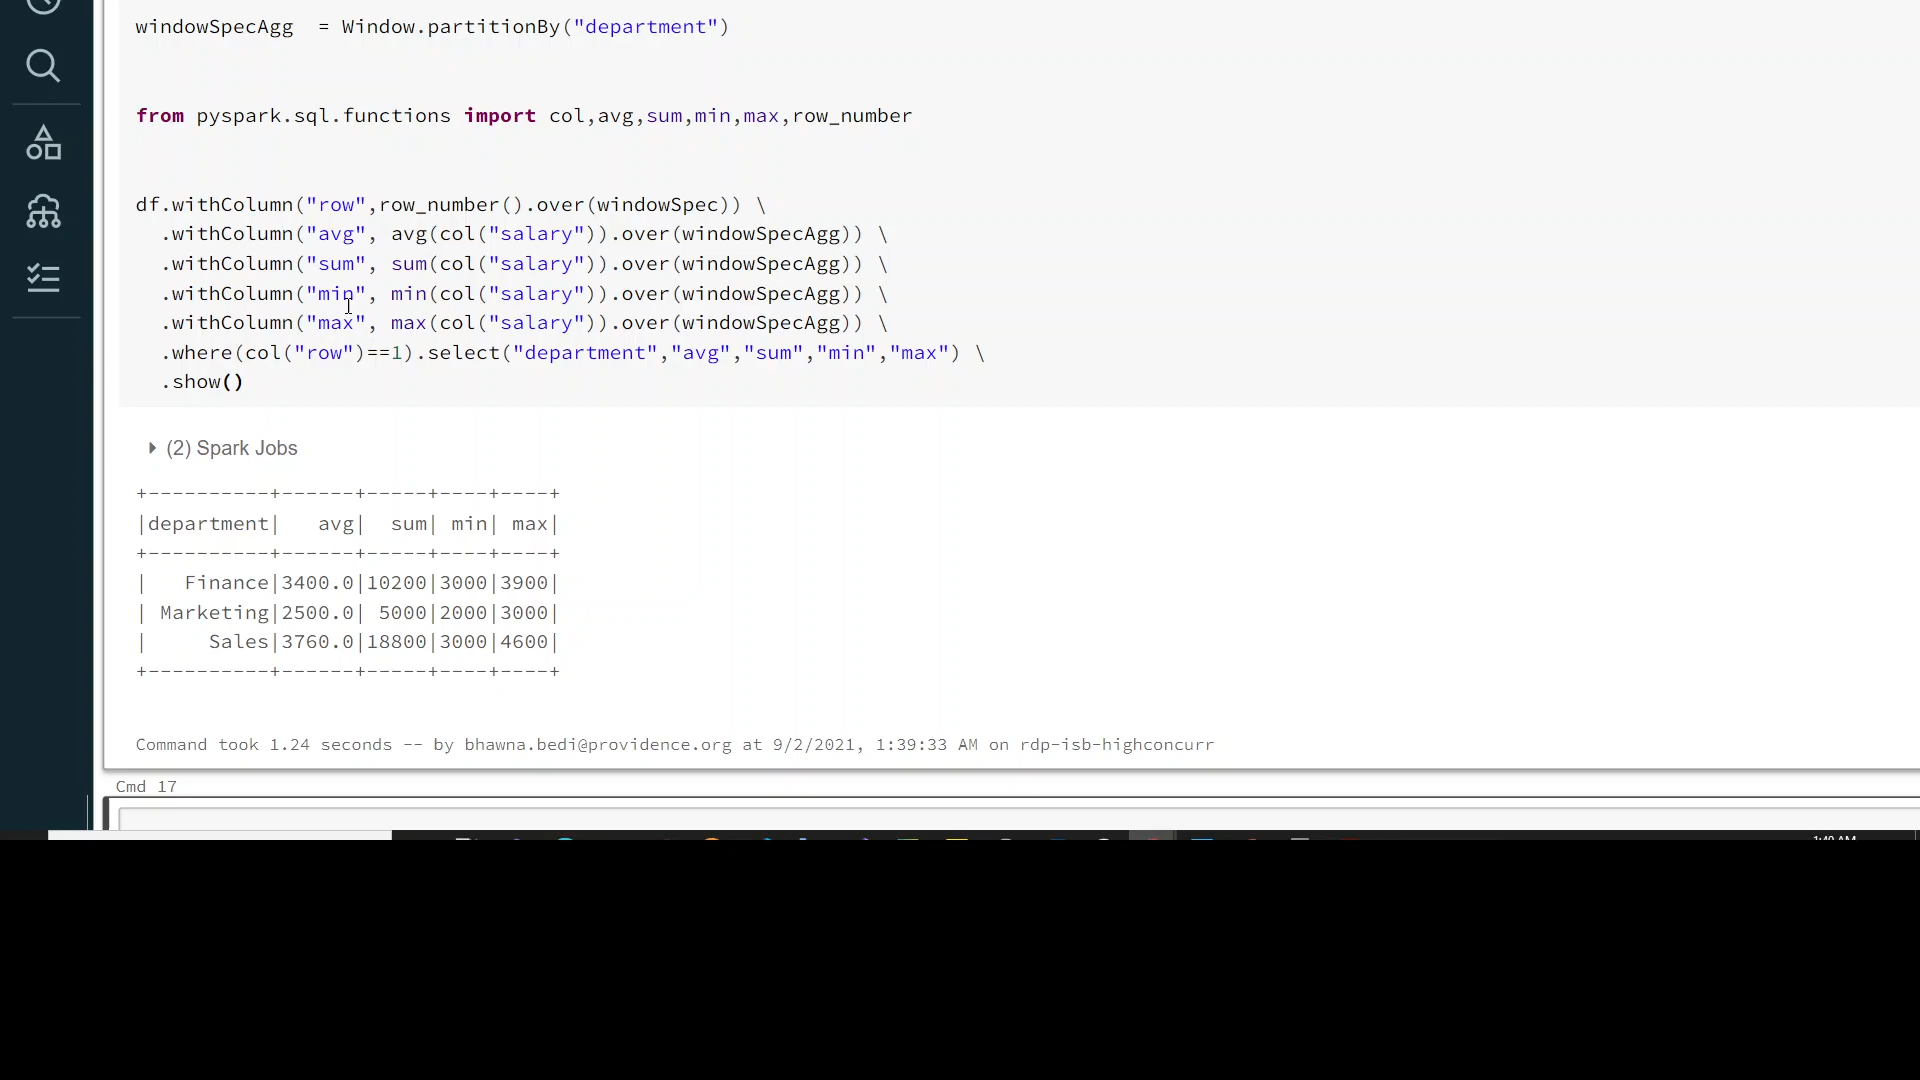 windowSpecAgg  = Window.partitionBy("department")
from pyspark.sql.functions import col,avg,sum,min,max,row_number
df.withColumn("row",row_number().over(windowSpec)) \
  .withColumn("avg", avg(col("salary")).over(windowSpecAgg)) \
  .withColumn("sum", sum(col("salary")).over(windowSpecAgg)) \
  .withColumn("min", min(col("salary")).over(windowSpecAgg)) \
  .withColumn("max", max(col("salary")).over(windowSpecAgg)) \
  .where(col("row")==1).select("department","avg","sum","min","max") \
  .show()
(2) Spark Jobs
+----------+------+-----+----+----+
|department|   avg|  sum| min| max|
+----------+------+-----+----+----+
|   Finance|3400.0|10200|3000|3900|
| Marketing|2500.0| 5000|2000|3000|
|     Sales|3760.0|18800|3000|4600|
+----------+------+-----+----+----+
Command took 1.24 seconds -- by bhawna.bedi@providence.org at 9/2/2021, 1:39:33 AM on rdp-isb-highconcurr
Cmd 17